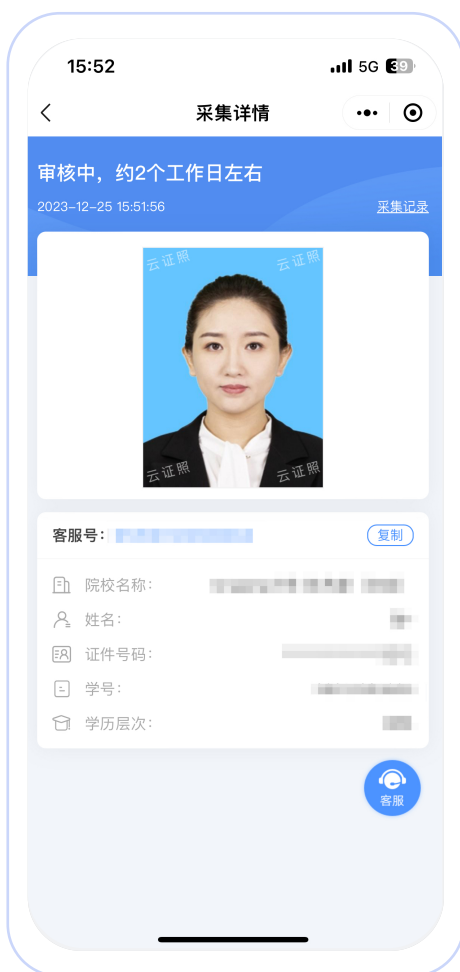 15:52
5G 39
采集详情
审核中，约2个工作日左右
2023-12-25 15:51:56
采集记录
云证照
云证照
云证照
云证照
客服号：
复制
院校名称：
姓名：
证件号码：
学号：
学历层次：
客服